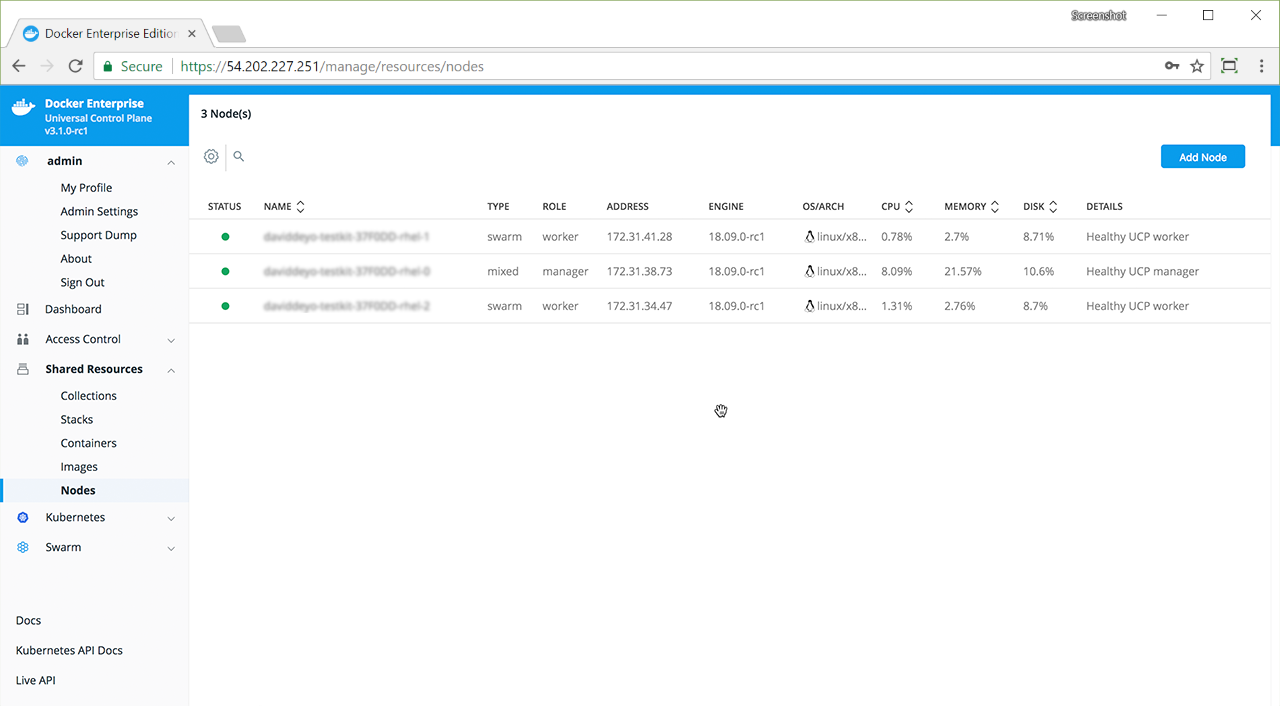 Screenshot
Docker Enterprise Edition
Secure https://54.202.227.251/manage/resources/nodes
Docker Enterprise
Universal Control Plane
v3.1.0-rc1
admin
My Profile
Admin Settings
Support Dump
About
Sign Out
Dashboard
Access Control
Shared Resources
Collections
Stacks
Containers
Images
Nodes
Kubernetes
Swarm
Docs
Kubernetes API Docs
Live API
3 Node(s)
Add Node
STATUS NAME TYPE ROLE ADDRESS ENGINE OS/ARCH CPU MEMORY DISK DETAILS
swarm worker 172.31.41.28 18.09.0-rc1 linux/x8... 0.78% 2.7% 8.71% Healthy UCP worker
mixed manager 172.31.38.73 18.09.0-rc1 linux/x8... 8.09% 21.57% 10.6% Healthy UCP manager
swarm worker 172.31.34.47 18.09.0-rc1 linux/x8... 1.31% 2.76% 8.7% Healthy UCP worker